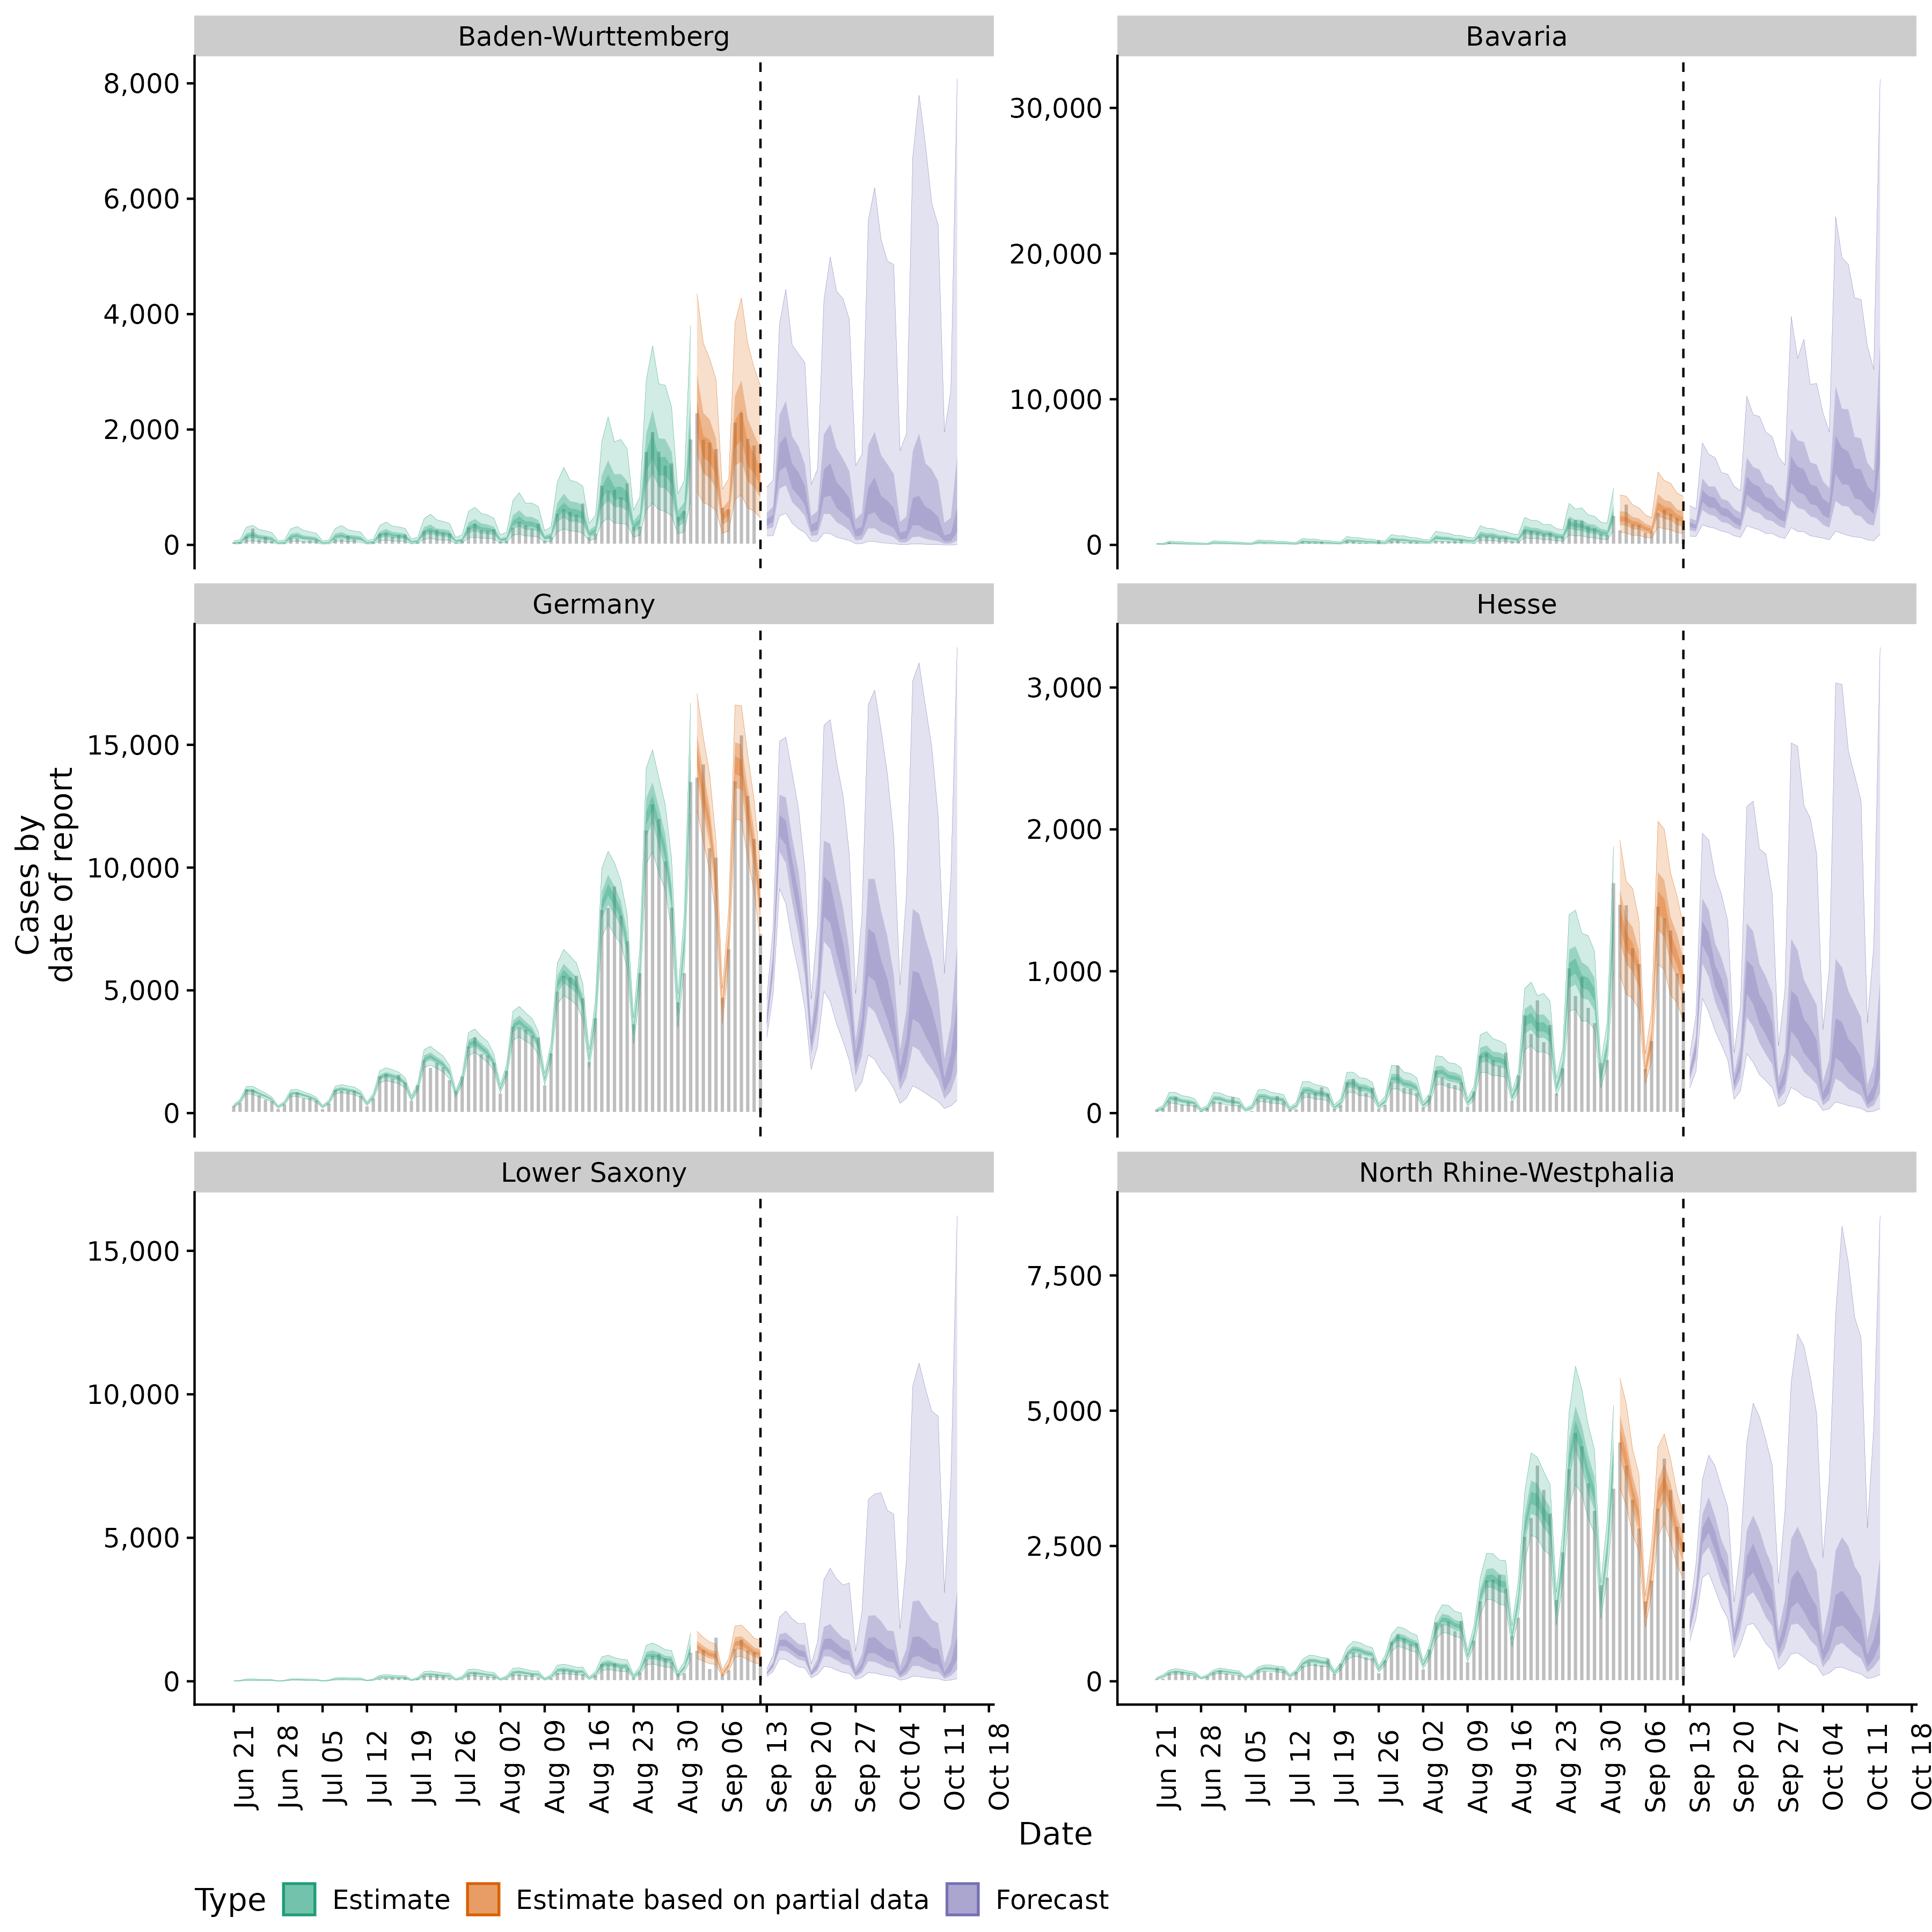 Baden-Wurttemberg
Bavaria
8,000
6,000
4,000
2,000
0
30,000
20,000
10,000
0
Germany
Hesse
15,000
10,000
5,000
0
3,000
2,000
1,000
0
Lower Saxony
North Rhine-Westphalia
15,000
10,000
5,000
0
7,500
5,000
2,500
0
Cases by
date of report
Jun 21
Jun 28
Jul 05
Jul 12
Jul 19
Jul 26
Aug 02
Aug 09
Aug 16
Aug 23
Aug 30
Sep 06
Sep 13
Sep 20
Sep 27
Oct 04
Oct 11
Oct 18
Jun 21
Jun 28
Jul 05
Jul 12
Jul 19
Jul 26
Aug 02
Aug 09
Aug 16
Aug 23
Aug 30
Sep 06
Sep 13
Sep 20
Sep 27
Oct 04
Oct 11
Oct 18
Date
Type Estimate Estimate based on partial data Forecast